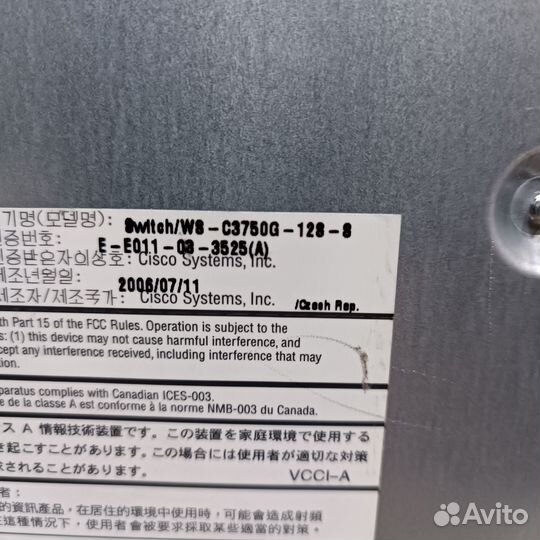 기명(모델명): Switch/WS-C3750G-12S-S
증번호: E-E011-03-3525(A)
증받은자의상호: Cisco Systems, Inc.
제조년월일: 2006/07/11
제조자/제조국가: Cisco Systems, Inc. /Czech Rep.
th Part 15 of the FCC Rules. Operation is subject to the
s: (1) this device may not cause harmful interference, and
cept any interference received, including interference that may
tion.
paratus complies with Canadian ICES-003.
e de la classe A est conforme à la norme NMB-003 du Canada.
ス A 情報技術装置です。この装置を家庭環境で使用する
を起こすことがあります。この場合には使用者が適切な対策
求されることがあります。 VCCI-A
者：
的資訊產品，在居住的環境中使用時，可能會造成射頻
在這種情況下，使用者會被要求採取某些適當的對策。
Avito